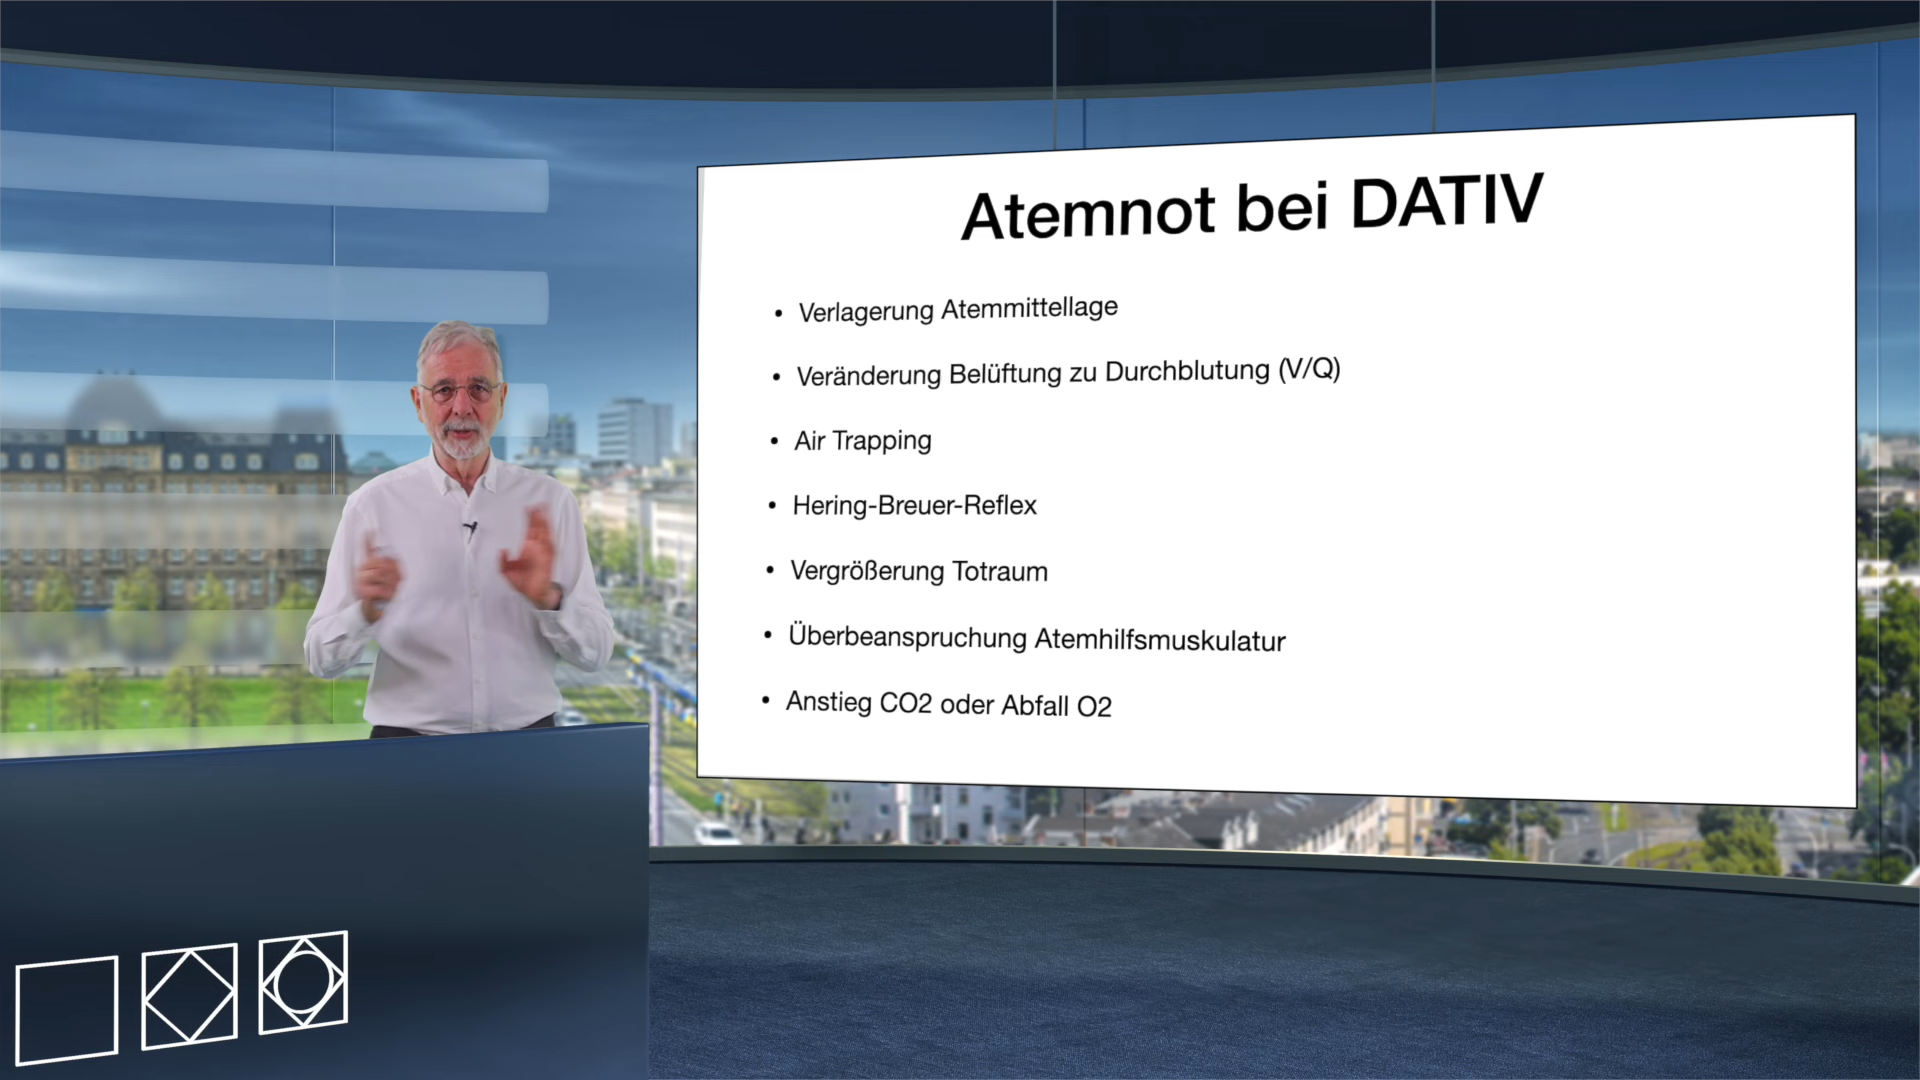 Atemnot bei DATIV
• Verlagerung Atemmittellage
• Veränderung Belüftung zu Durchblutung (V/Q)
• Air Trapping
• Hering-Breuer-Reflex
• Vergrößerung Totraum
• Überbeanspruchung Atemhilfsmuskulatur
• Anstieg CO2 oder Abfall O2